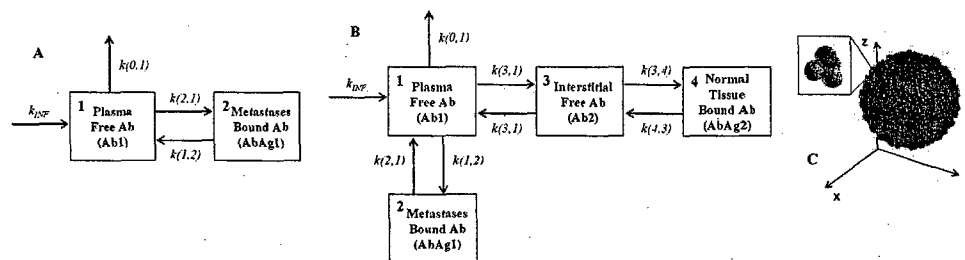 A
k(0,1)
k_INF
1 Plasma
Free Ab
(Ab1)
k(2,1)
k(1,2)
2 Metastases
Bound Ab
(AbAg1)
B
k(0,1)
k_INF
1 Plasma
Free Ab
(Ab1)
k(3,1)
k(3,1)
3 Interstitial
Free Ab
(Ab2)
k(3,4)
k(4,3)
4 Normal
Tissue
Bound Ab
(AbAg2)
k(2,1)
k(1,2)
2 Metastases
Bound Ab
(AbAg1)
z
C
x